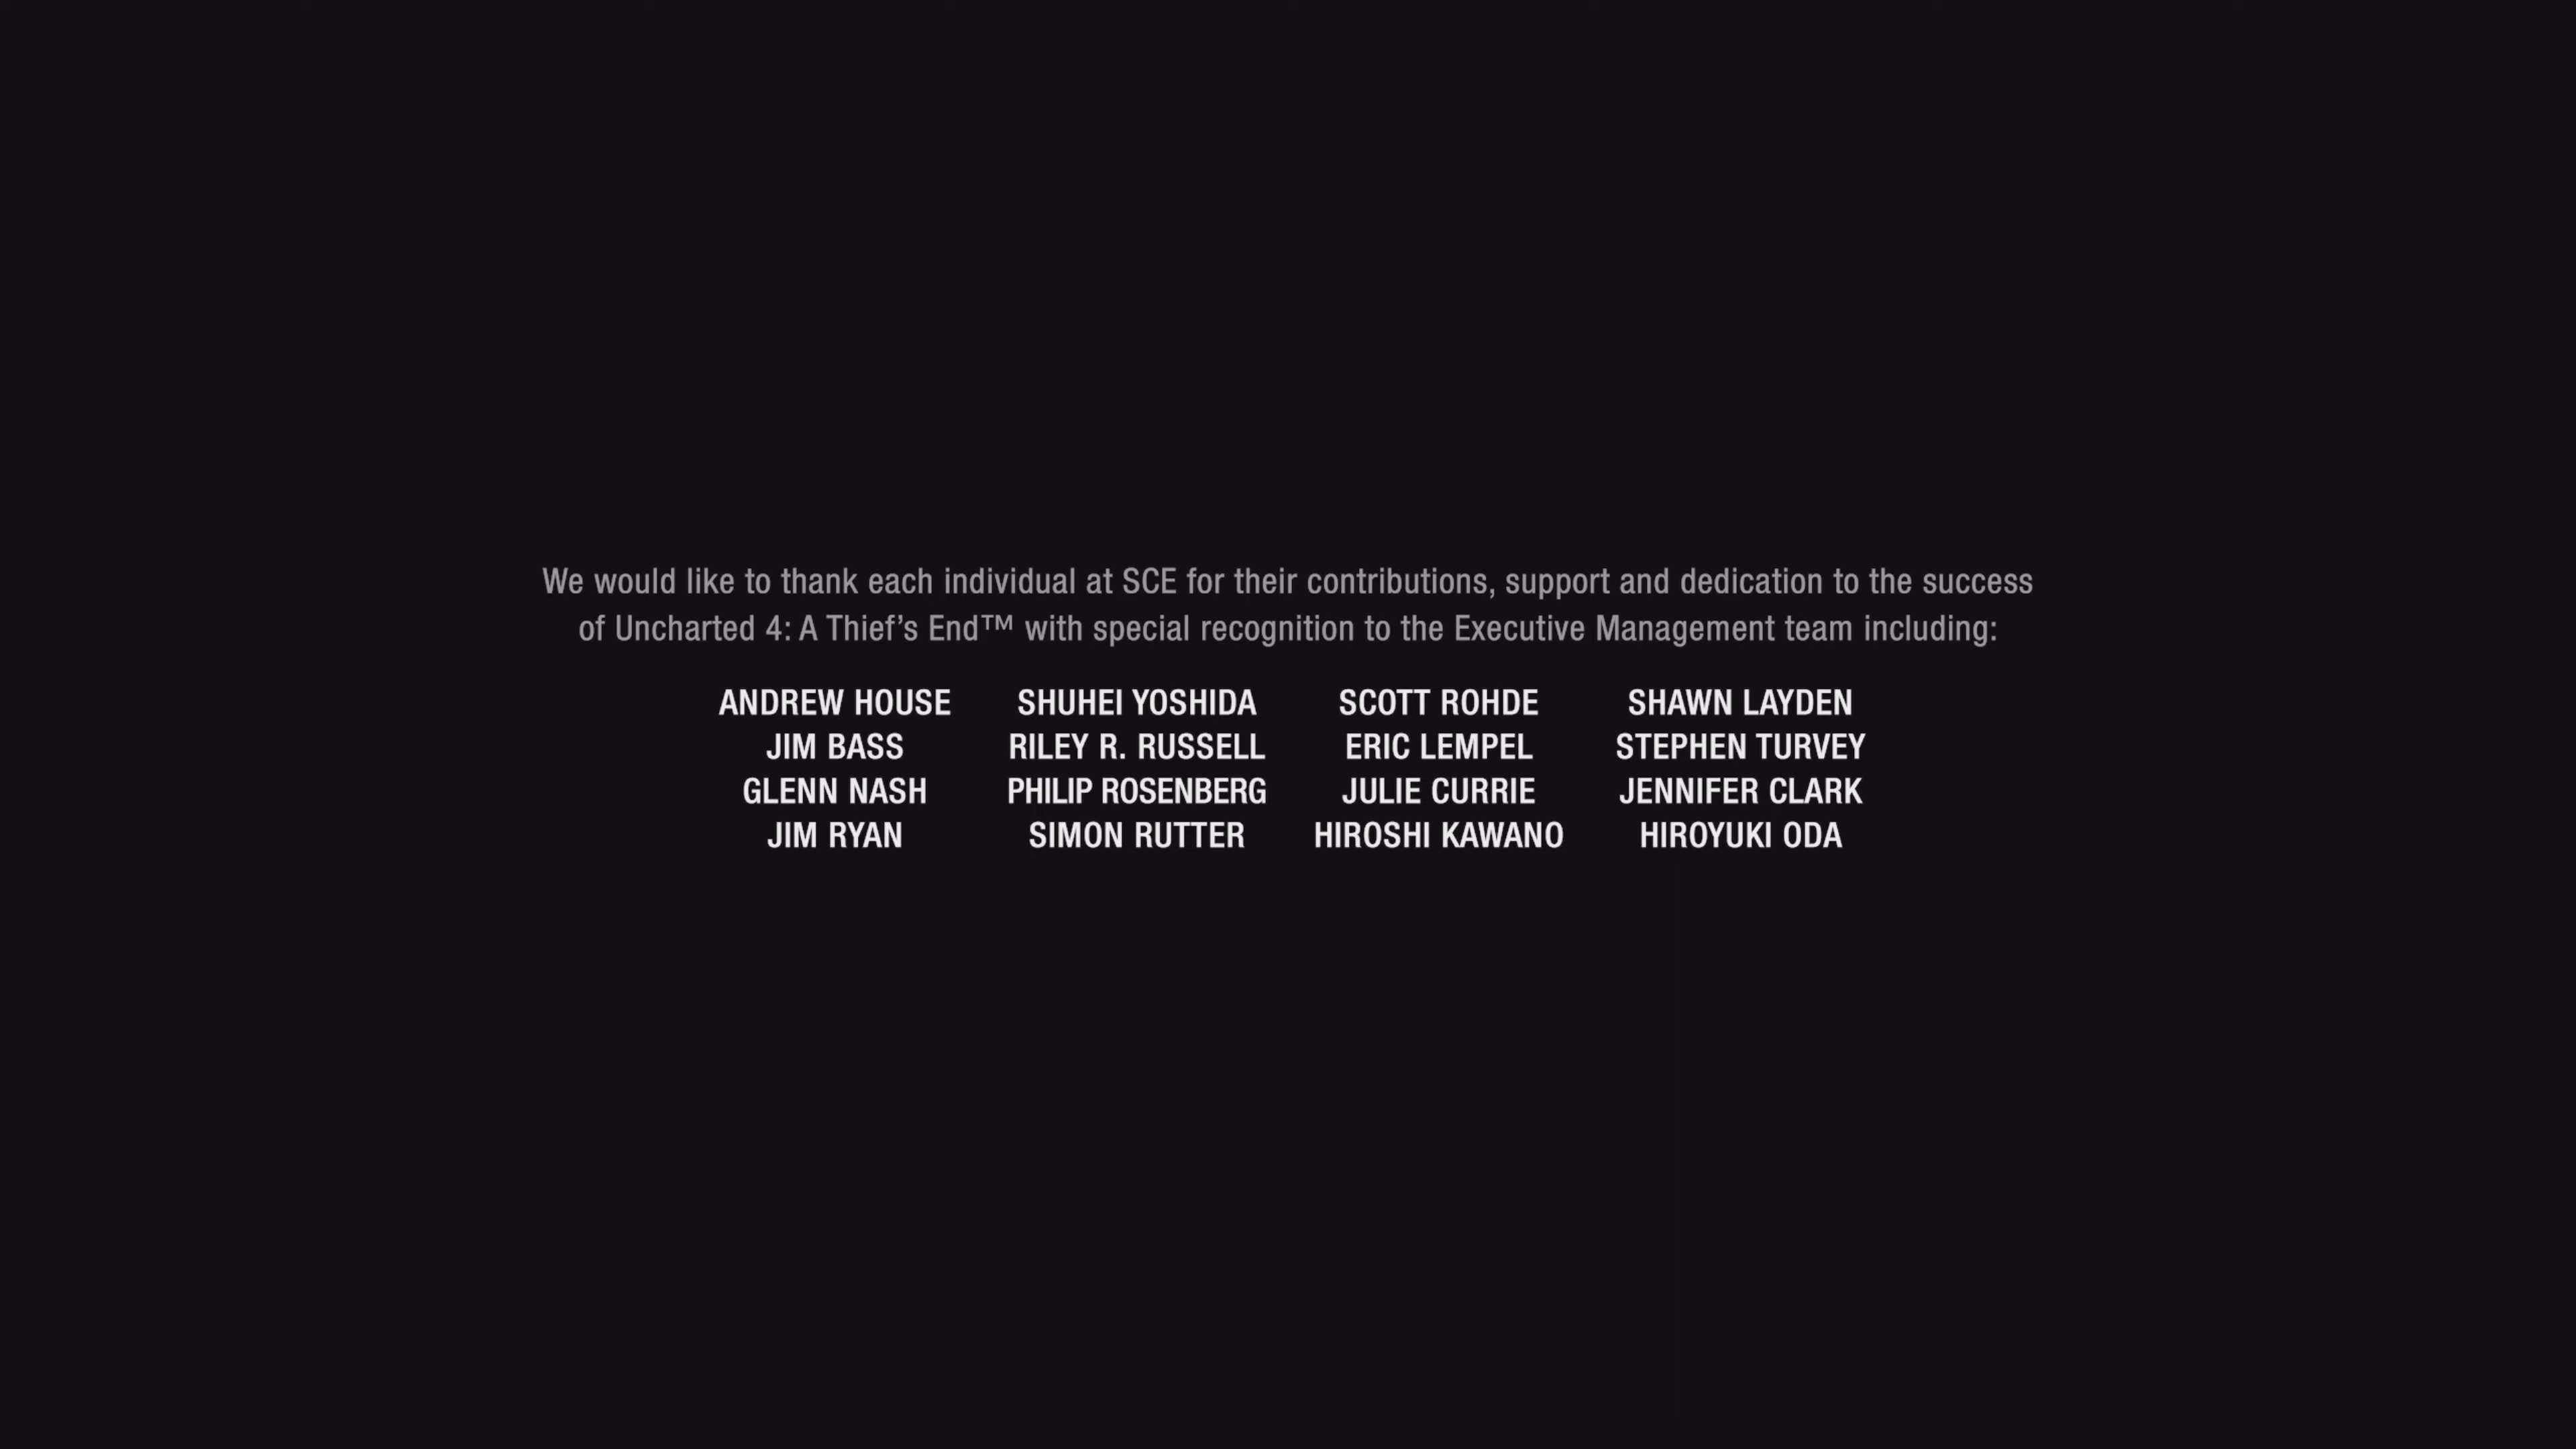 We would like to thank each individual at SCE for their contributions, support and dedication to the success
of Uncharted 4: A Thief’s End™ with special recognition to the Executive Management team including:
ANDREW HOUSE SHUHEI YOSHIDA SCOTT ROHDE SHAWN LAYDEN
JIM BASS RILEY R. RUSSELL ERIC LEMPEL STEPHEN TURVEY
GLENN NASH PHILIP ROSENBERG JULIE CURRIE JENNIFER CLARK
JIM RYAN SIMON RUTTER HIROSHI KAWANO HIROYUKI ODA